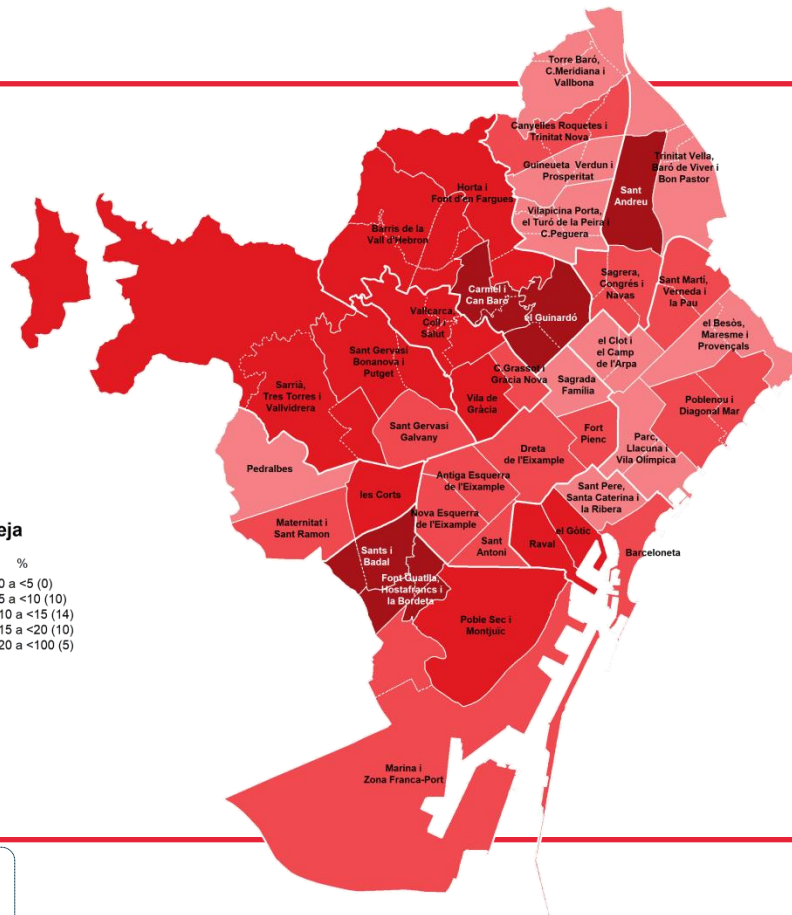 Torre Baró,
C.Meridiana i
Vallbona
Canyelles Roquetes i
Trinitat Nova
Guineueta Verdun i
Prosperitat
Trinitat Vella,
Baró de Viver i
Bon Pastor
Sant
Andreu
Horta i
Font d'en Fargues
Vilapicina Porta,
el Turó de la Peira i
C.Peguera
Barris de la
Vall d'Hebron
Sagrera,
Congrés i
Navas
Sant Martí,
Verneda i
la Pau
Carmel i
Can Baró
el Guinardó
Vallcarca,
Coll i
Salut
el Besòs,
Maresme i
Provençals
el Clot i
el Camp
de l'Arpa
Sant Gervasi
Bonanova i
Putget
C.Grassot i
Gràcia Nova
Sagrada
Família
Sarrià,
Tres Torres i
Vallvidrera
Vila de
Gràcia
Poblenou i
Diagonal Mar
Sant Gervasi
Galvany
Fort
Pienc
Dreta
de l'Eixample
Parc,
Llacuna i
Vila Olímpica
Pedralbes
Antiga Esquerra
de l'Eixample
les Corts
Sant Pere,
Santa Caterina i
la Ribera
Maternitat i
Sant Ramon
Nova Esquerra
de l'Eixample
Sant
Antoni
Raval
el Gòtic
Barceloneta
Sants i
Badal
Font Guatlla,
Hostafrancs i
la Bordeta
Poble Sec i
Montjuïc
Marina i
Zona Franca-Port
eja
%
0 a <5 (0)
5 a <10 (10)
10 a <15 (14)
15 a <20 (10)
20 a <100 (5)